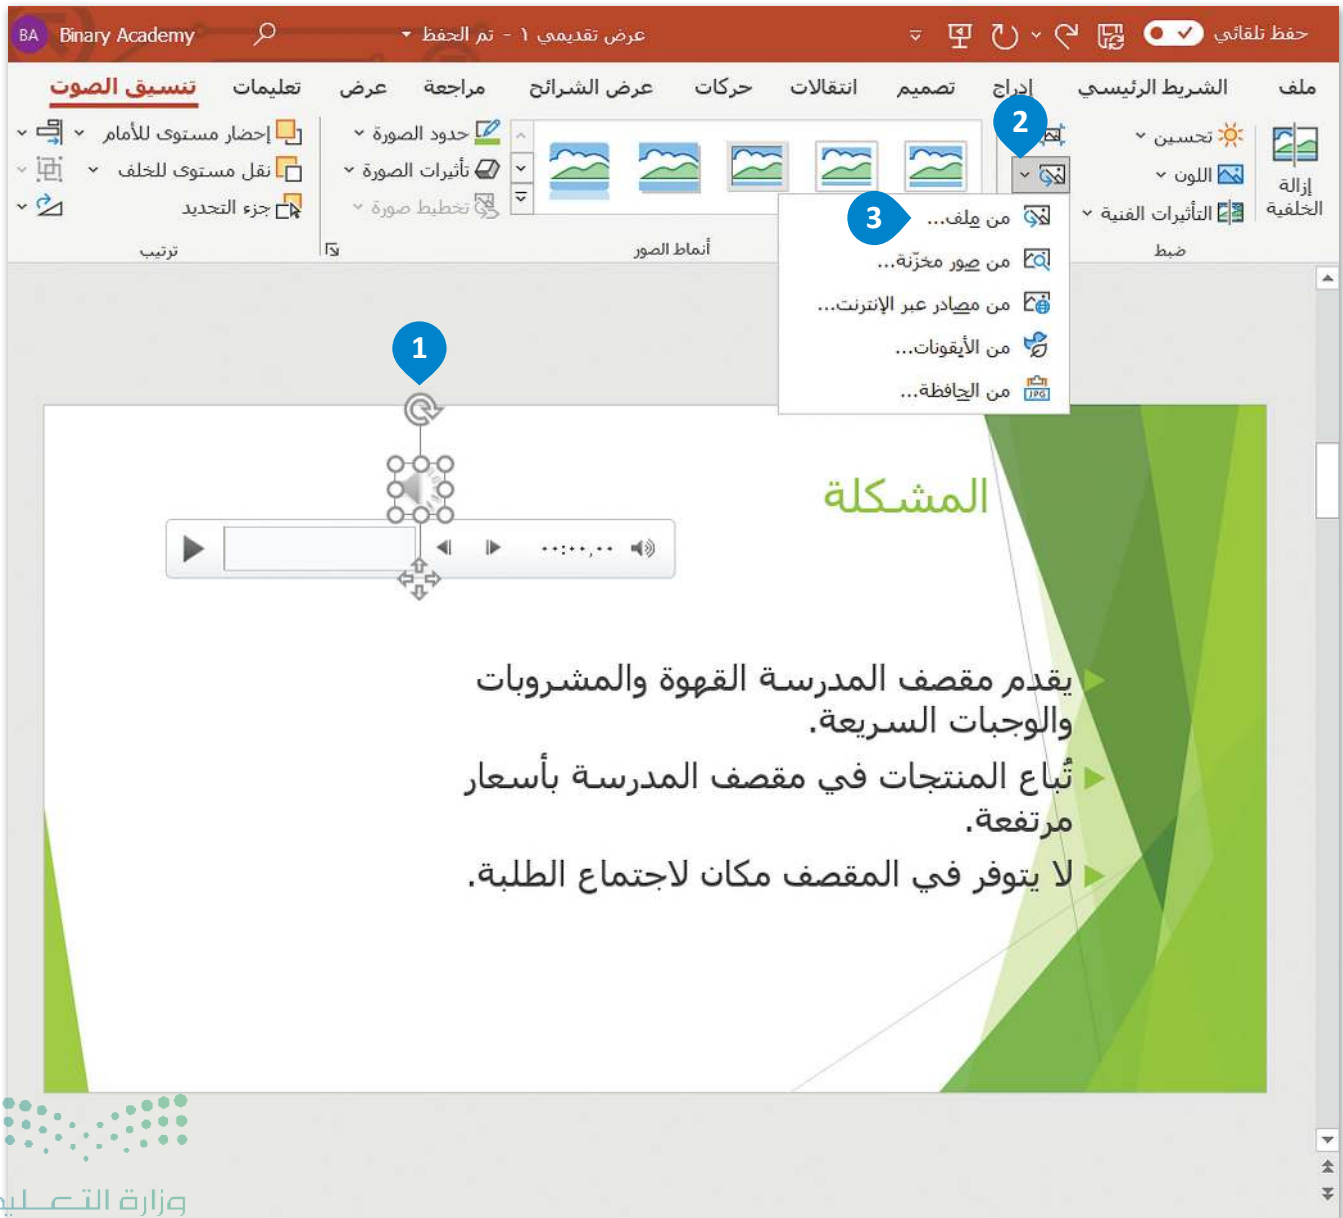 حفظ تلقائي
عرض تقديمي ١ - تم الحفظ
Binary Academy
BA
ملف
الشريط الرئيسي
إدراج
تصميم
انتقالات
حركات
عرض الشرائح
مراجعة
عرض
تعليمات
تنسيق الصوت
إزالة
الخلفية
تحسين
اللون
التأثيرات الفنية
ضبط
2
حدود الصورة
تأثيرات الصورة
تخطيط صورة
أنماط الصور
إحضار مستوى للأمام
نقل مستوى للخلف
جزء التحديد
ترتيب
من ملف...
3
من صور مخزّنة...
من مصادر عبر الإنترنت...
من الأيقونات...
من الحافظة...
JPG
1
المشكلة
٠٠:٠٠,٠٠
يقدم مقصف المدرسة القهوة والمشروبات
والوجبات السريعة.
تُباع المنتجات في مقصف المدرسة بأسعار
مرتفعة.
لا يتوفر في المقصف مكان لاجتماع الطلبة.
وزارة